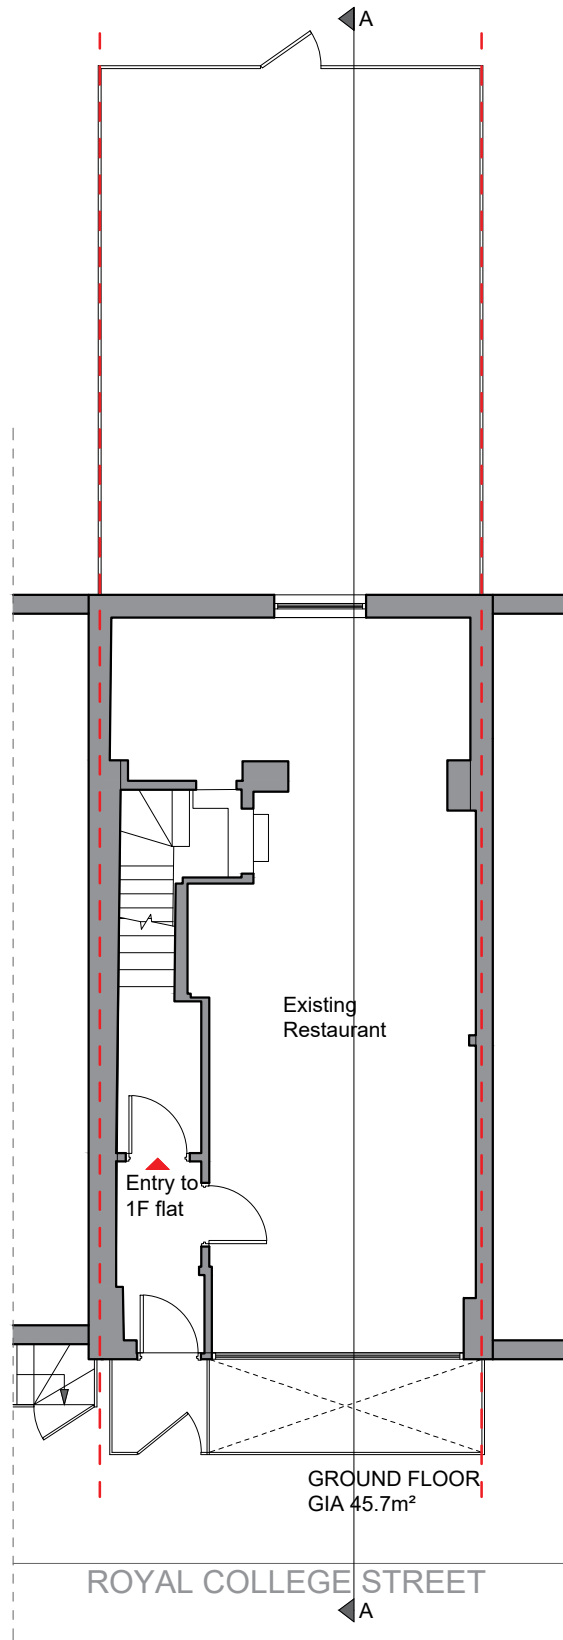 A
Existing
Restaurant
Entry to
1F flat
GROUND FLOOR
GIA 45.7m²
ROYAL COLLEGE STREET
A